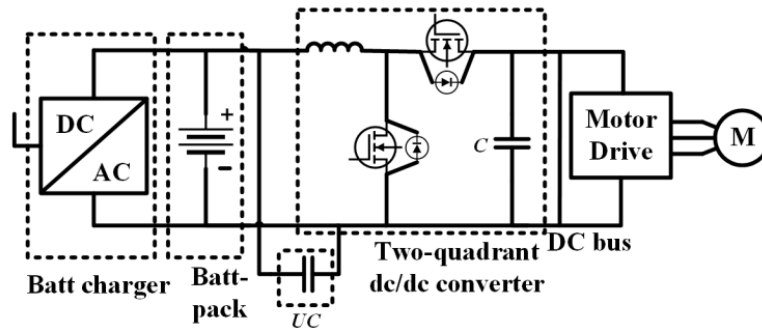 DC
AC
+
-
C
Motor
Drive
M
Batt charger
Batt-
pack
UC
Two-quadrant
dc/dc converter
DC bus